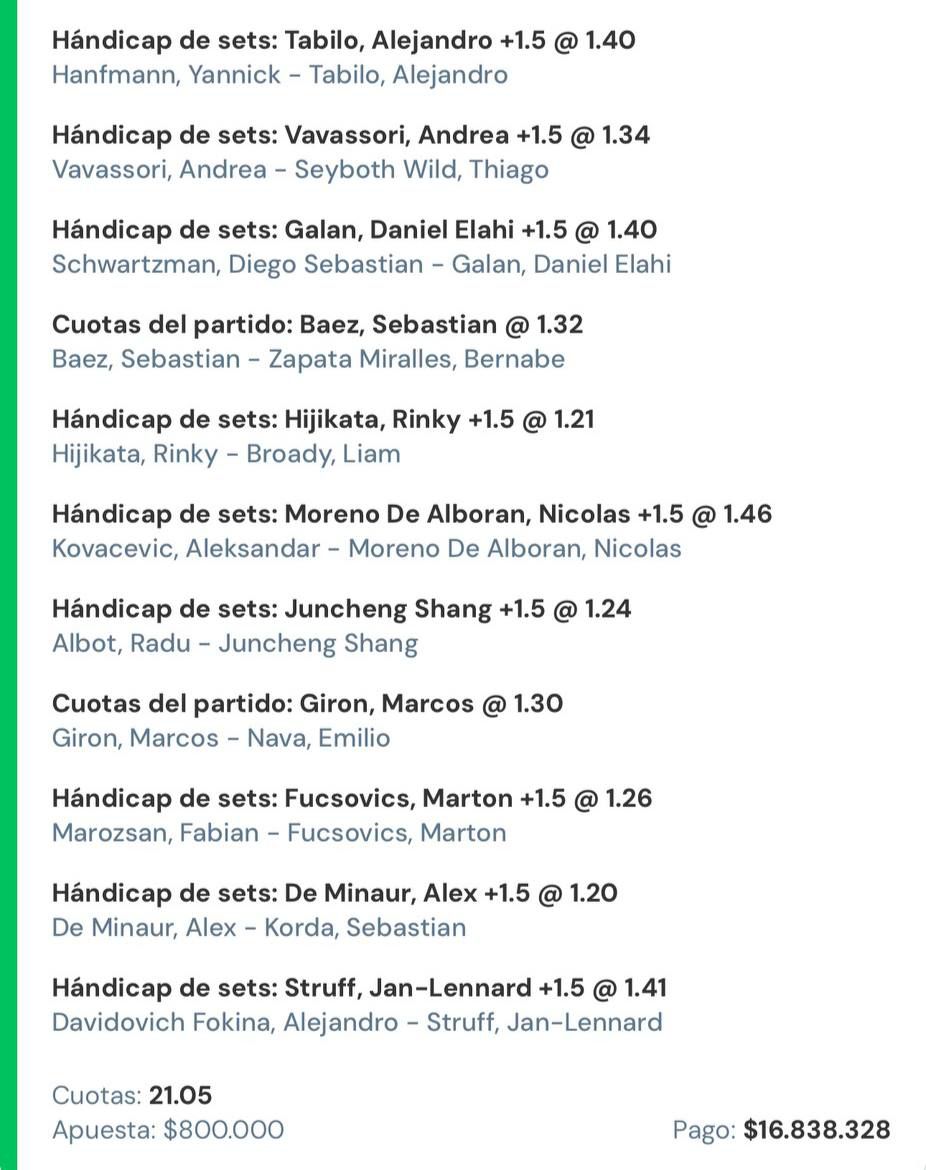 Hándicap de sets: Tabilo, Alejandro +1.5 @ 1.40
Hanfmann, Yannick – Tabilo, Alejandro
Hándicap de sets: Vavassori, Andrea +1.5 @ 1.34
Vavassori, Andrea – Seyboth Wild, Thiago
Hándicap de sets: Galan, Daniel Elahi +1.5 @ 1.40
Schwartzman, Diego Sebastian – Galan, Daniel Elahi
Cuotas del partido: Baez, Sebastian @ 1.32
Baez, Sebastian – Zapata Miralles, Bernabe
Hándicap de sets: Hijikata, Rinky +1.5 @ 1.21
Hijikata, Rinky – Broady, Liam
Hándicap de sets: Moreno De Alboran, Nicolas +1.5 @ 1.46
Kovacevic, Aleksandar – Moreno De Alboran, Nicolas
Hándicap de sets: Juncheng Shang +1.5 @ 1.24
Albot, Radu – Juncheng Shang
Cuotas del partido: Giron, Marcos @ 1.30
Giron, Marcos – Nava, Emilio
Hándicap de sets: Fucsovics, Marton +1.5 @ 1.26
Marozsan, Fabian – Fucsovics, Marton
Hándicap de sets: De Minaur, Alex +1.5 @ 1.20
De Minaur, Alex – Korda, Sebastian
Hándicap de sets: Struff, Jan-Lennard +1.5 @ 1.41
Davidovich Fokina, Alejandro – Struff, Jan-Lennard
Cuotas: 21.05
Apuesta: $800.000 Pago: $16.838.328